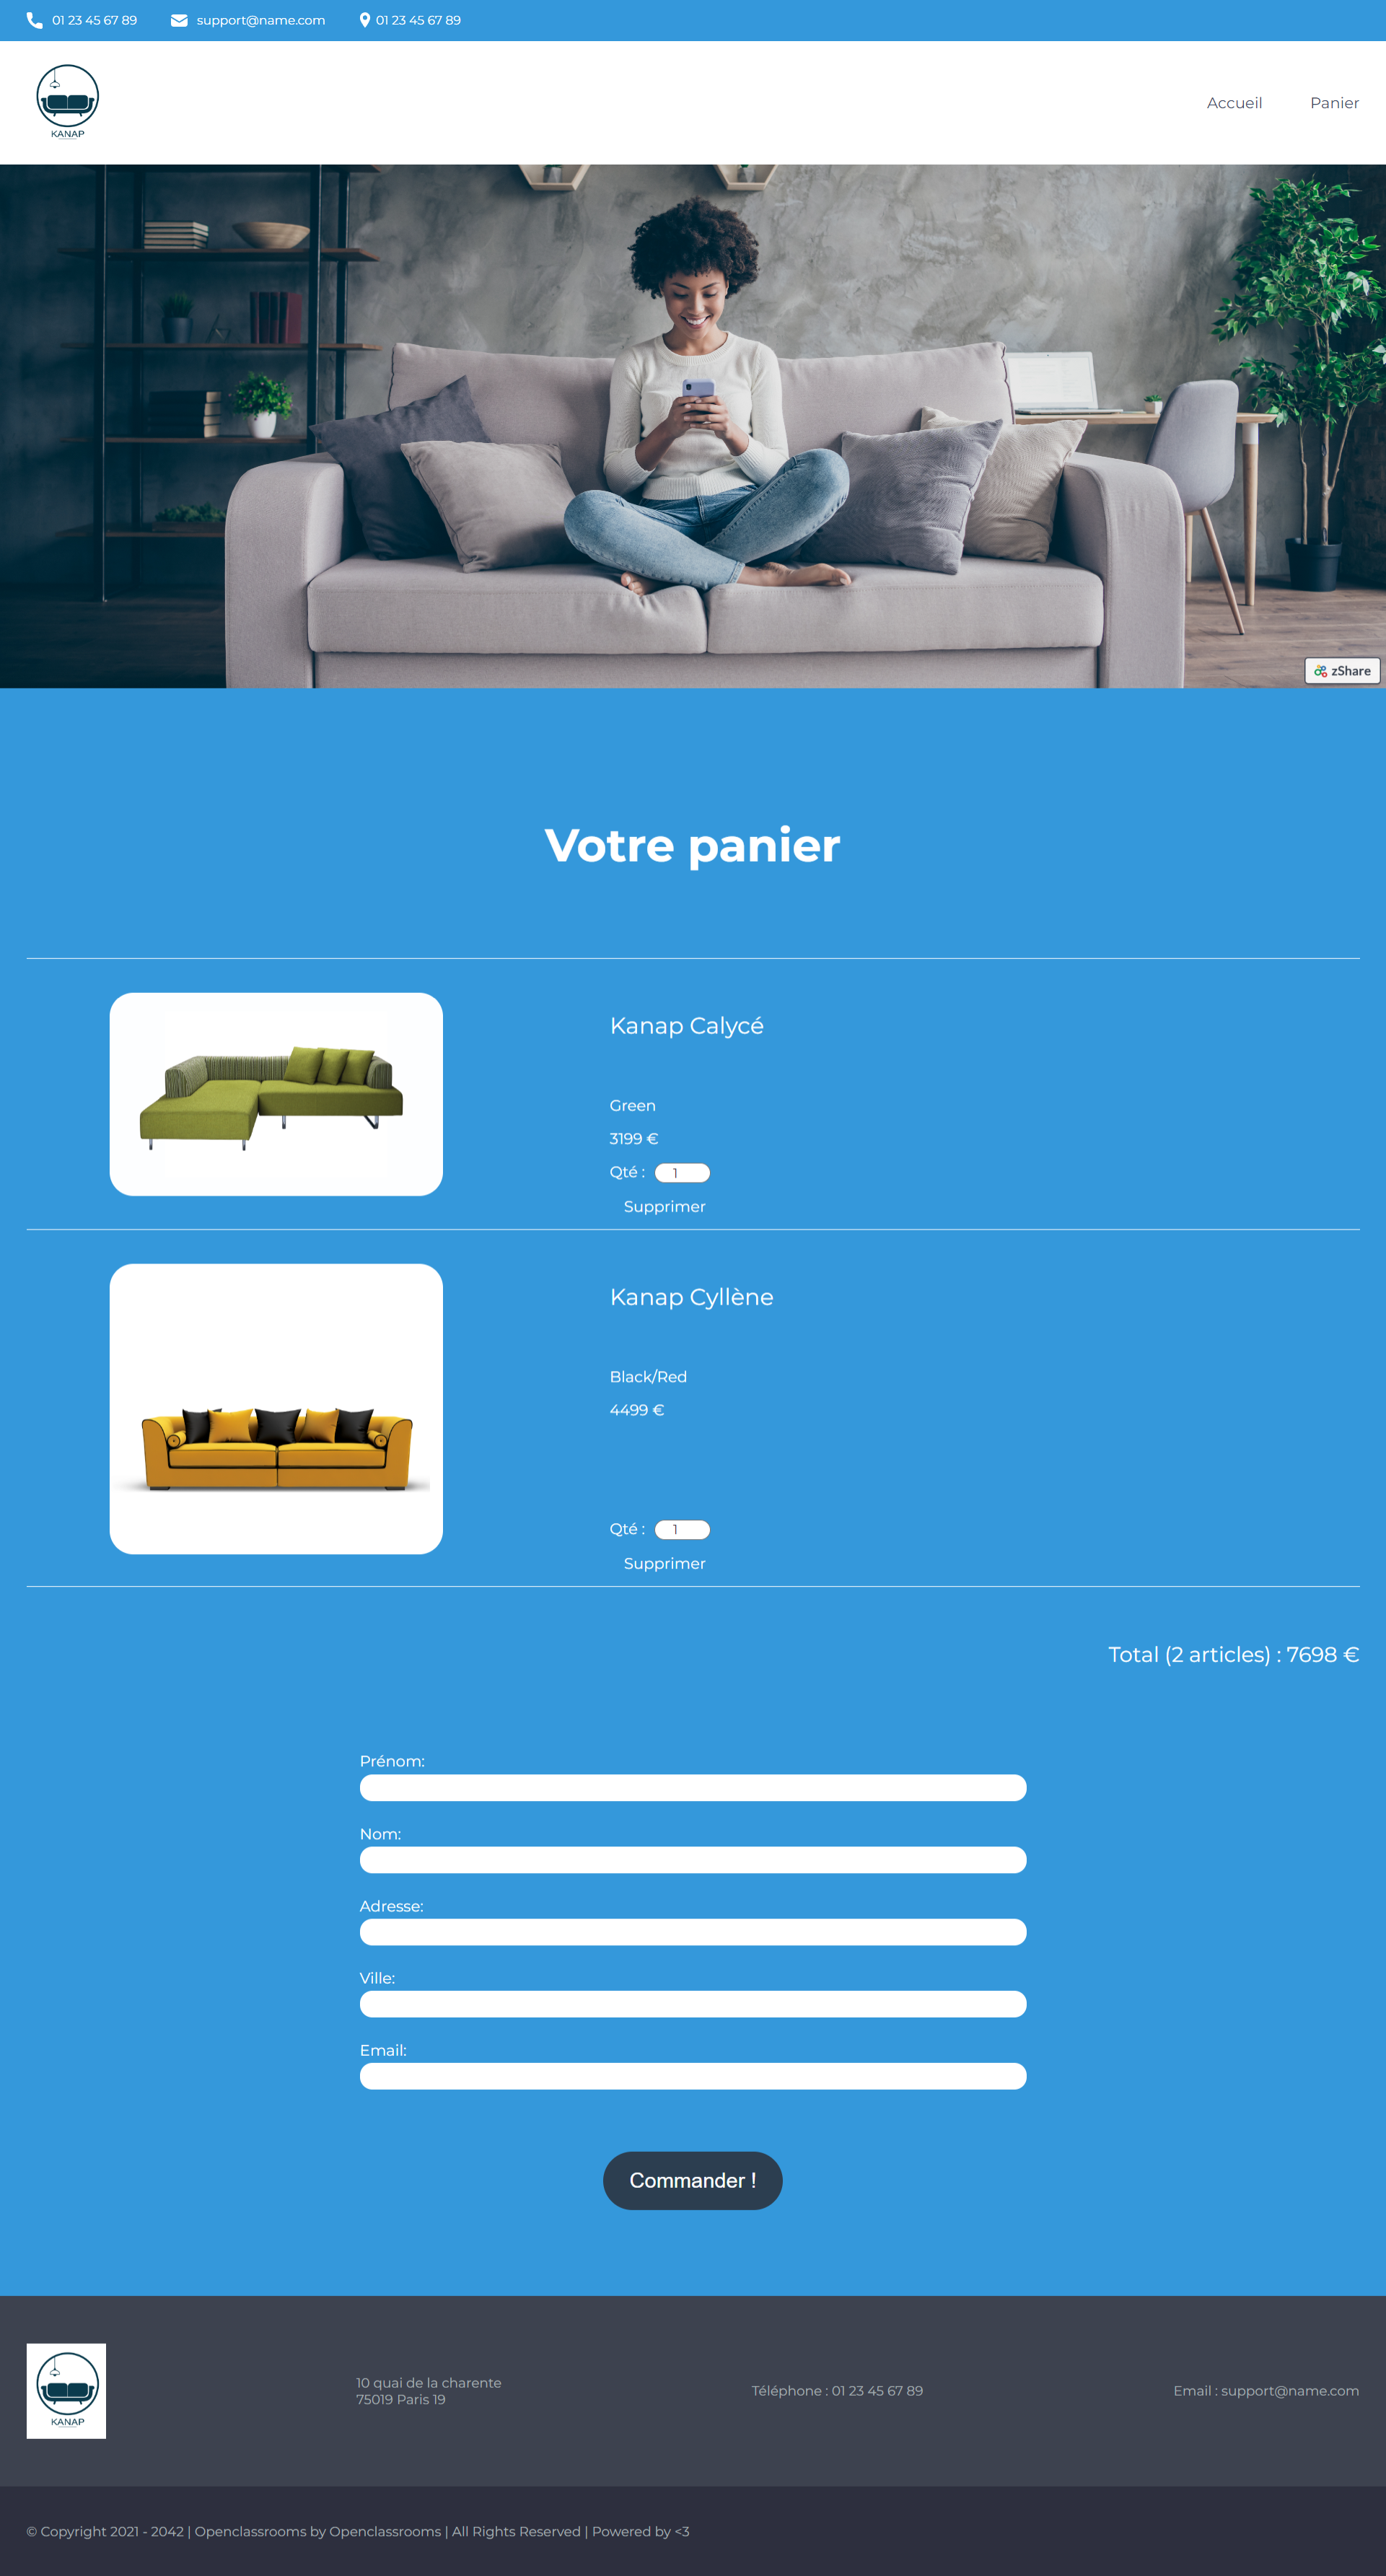 01 23 45 67 89 support@name.com 01 23 45 67 89
KANAP
Accueil Panier
zShare
Votre panier
Kanap Calycé
Green
3199 €
Qté : 1
Supprimer
Kanap Cyllène
Black/Red
4499 €
Qté : 1
Supprimer
Total (2 articles) : 7698 €
Prénom:
Nom:
Adresse:
Ville:
Email:
Commander !
KANAP
10 quai de la charente
75019 Paris 19
Téléphone : 01 23 45 67 89
Email : support@name.com
© Copyright 2021 - 2042 | Openclassrooms by Openclassrooms | All Rights Reserved | Powered by <3